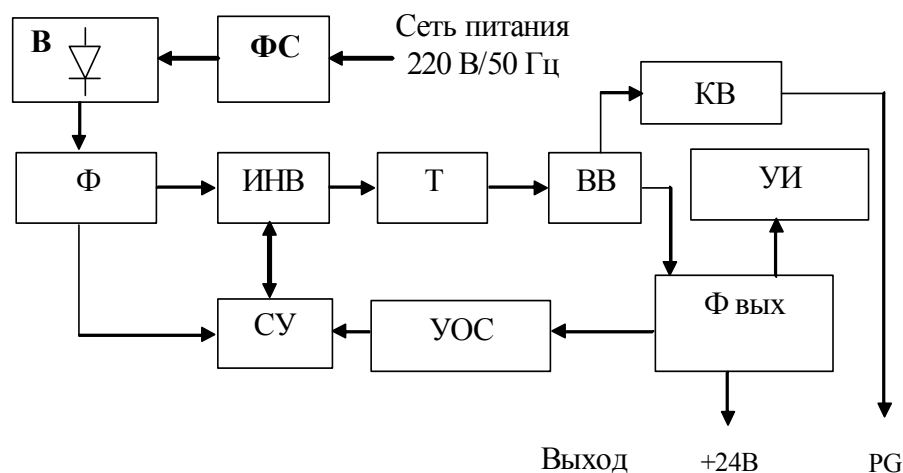 В
ФС
Сеть питания
220 В/50 Гц
КВ
Ф
ИНВ
Т
ВВ
УИ
СУ
УОС
Ф вых
Выход
+24В
PG